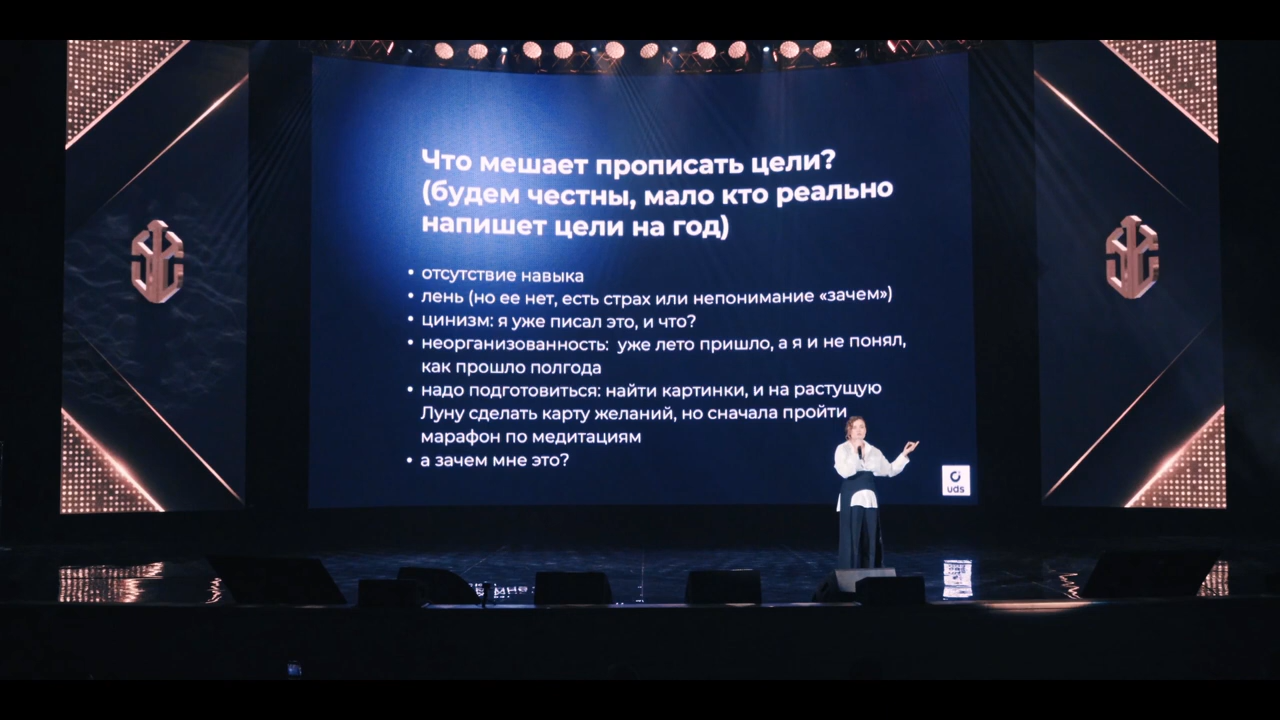 Что мешает прописать цели?
(будем честны, мало кто реально
напишет цели на год)
• отсутствие навыка
• лень (но ее нет, есть страх или непонимание «зачем»)
• цинизм: я уже писал это, и что?
• неорганизованность: уже лето пришло, а я и не понял,
как прошло полгода
• надо подготовиться: найти картинки, и на растущую
Луну сделать карту желаний, но сначала пройти
марафон по медитациям
• а зачем мне это?
uds